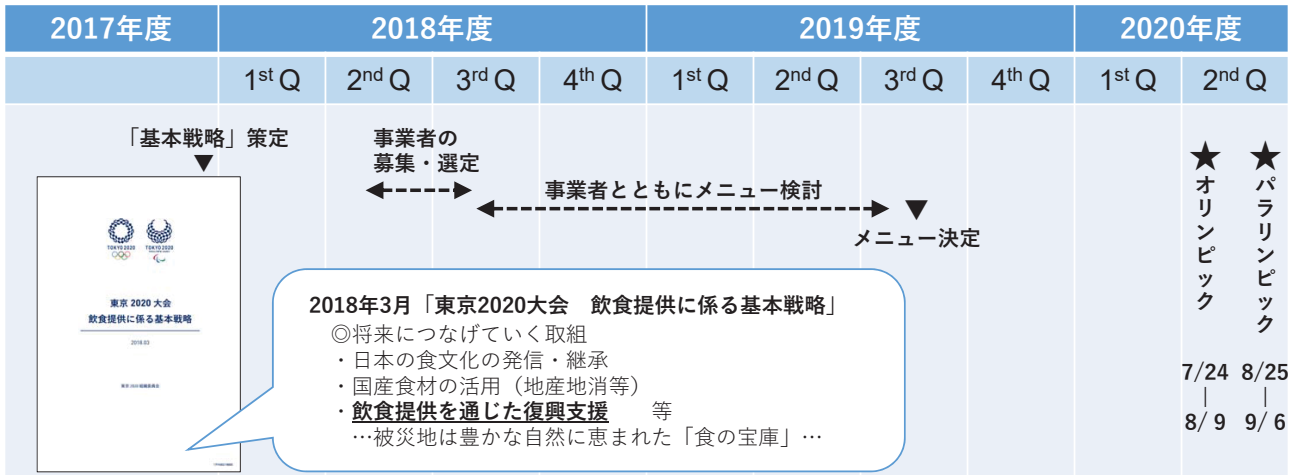 2017年度 2018年度 2019年度 2020年度
1st Q 2nd Q 3rd Q 4th Q 1st Q 2nd Q 3rd Q 4th Q 1st Q 2nd Q
「基本戦略」策定
事業者の
募集・選定
事業者とともにメニュー検討
メニュー決定
★オリンピック
7/24
|
8/ 9
★パラリンピック
8/25
|
9/ 6
TOKYO 2020 TOKYO 2020
東京 2020 大会
飲食提供に係る基本戦略
2018.03
2018年3月「東京2020大会 飲食提供に係る基本戦略」
◎将来につなげていく取組
・日本の食文化の発信・継承
・国産食材の活用（地産地消等）
・飲食提供を通じた復興支援 等
…被災地は豊かな自然に恵まれた「食の宝庫」…